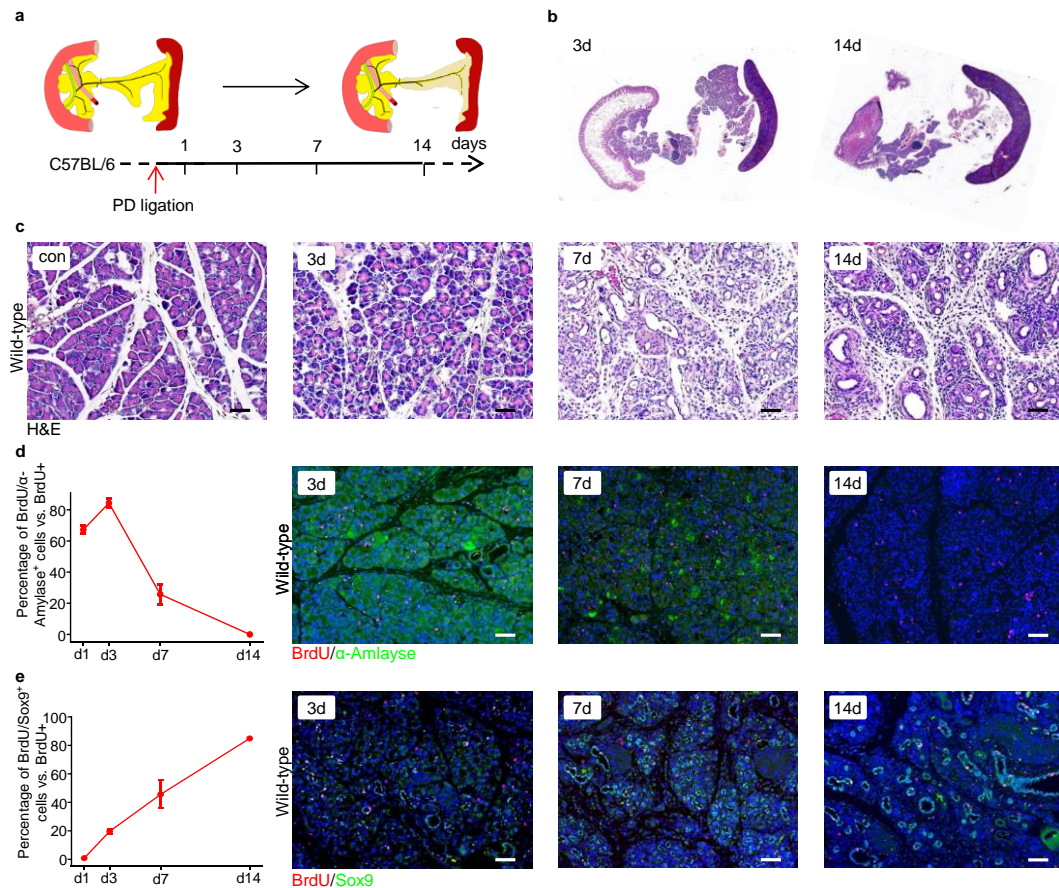 a
C57BL/6
1 3 7 14 days
PD ligation
b
3d
14d
c
Wild-type
con
3d
7d
14d
H&E
d
Percentage of BrdU/α-
Amylase⁺ cells vs. BrdU+
80
60
40
20
0
d1 d3 d7 d14
Wild-type
3d
7d
14d
BrdU/α-Amlayse
e
Percentage of BrdU/Sox9⁺
cells vs. BrdU+
100
80
60
40
20
0
d1 d3 d7 d14
Wild-type
3d
7d
14d
BrdU/Sox9